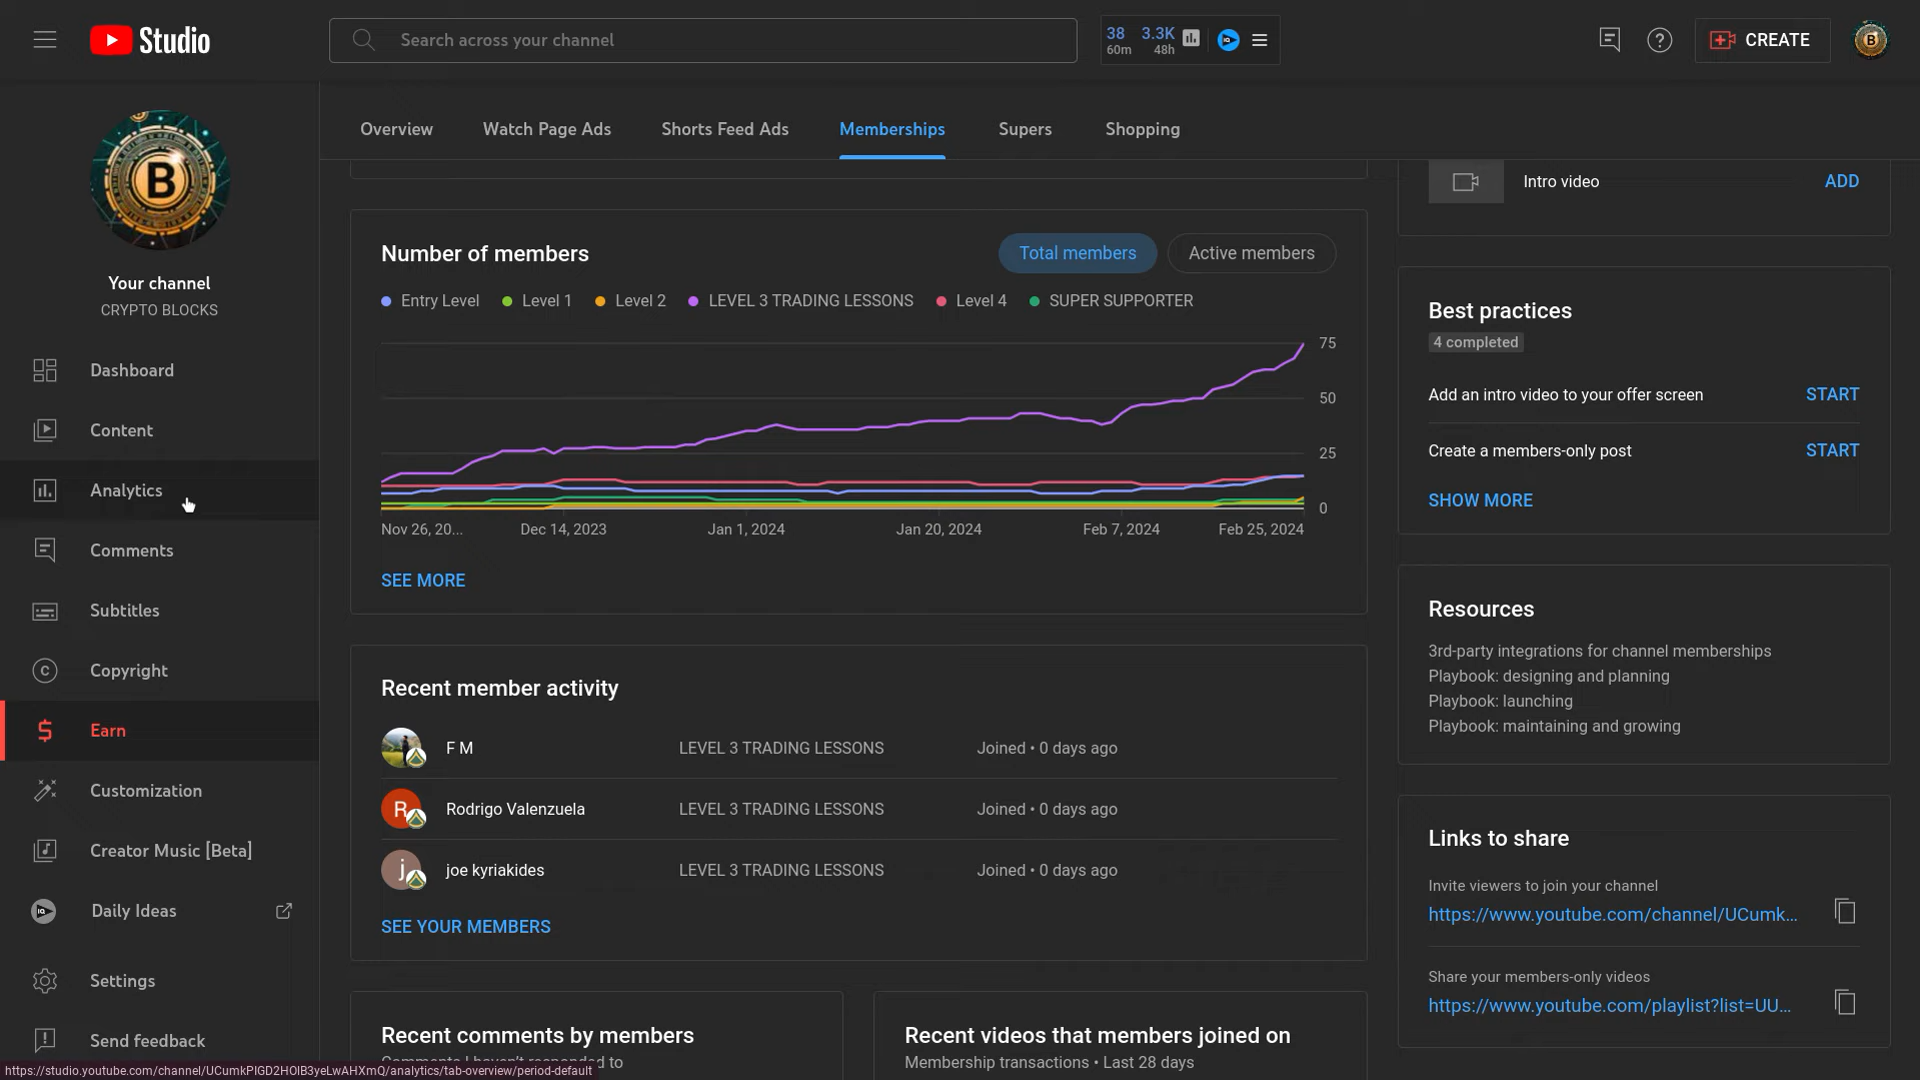 Studio
Search across your channel
38 3.3K
60m 48h
CREATE
Overview
Watch Page Ads
Shorts Feed Ads
Memberships
Supers
Shopping
Your channel
CRYPTO BLOCKS
Dashboard
Content
Analytics
Comments
Subtitles
Copyright
Earn
Customization
Creator Music [Beta]
Daily Ideas
Settings
Send feedback
Number of members
Total members
Active members
Entry Level
Level 1
Level 2
LEVEL 3 TRADING LESSONS
Level 4
SUPER SUPPORTER
75
50
25
0
Nov 26, 20...
Dec 14, 2023
Jan 1, 2024
Jan 20, 2024
Feb 7, 2024
Feb 25, 2024
SEE MORE
Recent member activity
F M LEVEL 3 TRADING LESSONS Joined • 0 days ago
R Rodrigo Valenzuela LEVEL 3 TRADING LESSONS Joined • 0 days ago
j joe kyriakides LEVEL 3 TRADING LESSONS Joined • 0 days ago
SEE YOUR MEMBERS
Recent comments by members
Comments I haven't responded to
Recent videos that members joined on
Membership transactions • Last 28 days
Intro video ADD
Best practices
4 completed
Add an intro video to your offer screen START
Create a members-only post START
SHOW MORE
Resources
3rd-party integrations for channel memberships
Playbook: designing and planning
Playbook: launching
Playbook: maintaining and growing
Links to share
Invite viewers to join your channel
https://www.youtube.com/channel/UCumk...
Share your members-only videos
https://www.youtube.com/playlist?list=UU...
https://studio.youtube.com/channel/UCumkPIGD2HOIB3yeLwAHXmQ/analytics/tab-overview/period-default